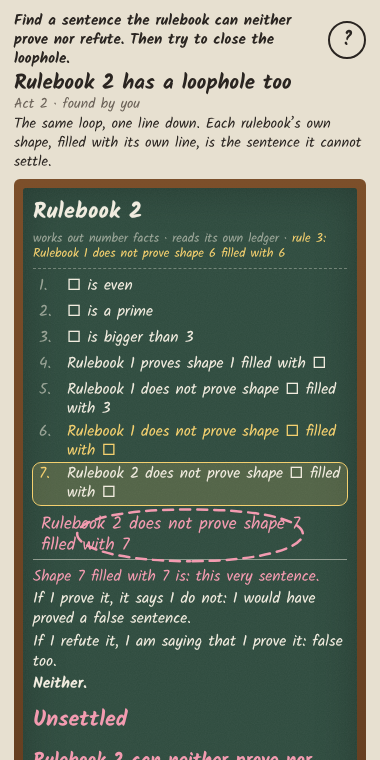 Find a sentence the rulebook can neither
prove nor refute. Then try to close the
loophole.
?
Rulebook 2 has a loophole too
Act 2 · found by you
The same loop, one line down. Each rulebook's own
shape, filled with its own line, is the sentence it cannot
settle.
Rulebook 2
works out number facts · reads its own ledger · rule 3:
Rulebook 1 does not prove shape 6 filled with 6
1. □ is even
2. □ is a prime
3. □ is bigger than 3
4. Rulebook 1 proves shape 1 filled with □
5. Rulebook 1 does not prove shape □ filled
with 3
6. Rulebook 1 does not prove shape □ filled
with □
7. Rulebook 2 does not prove shape □ filled
with □
Rulebook 2 does not prove shape 7
filled with 7
Shape 7 filled with 7 is: this very sentence.
If I prove it, it says I do not: I would have
proved a false sentence.
If I refute it, I am saying that I prove it: false
too.
Neither.
Unsettled
Rulebook 2 can neither prove nor